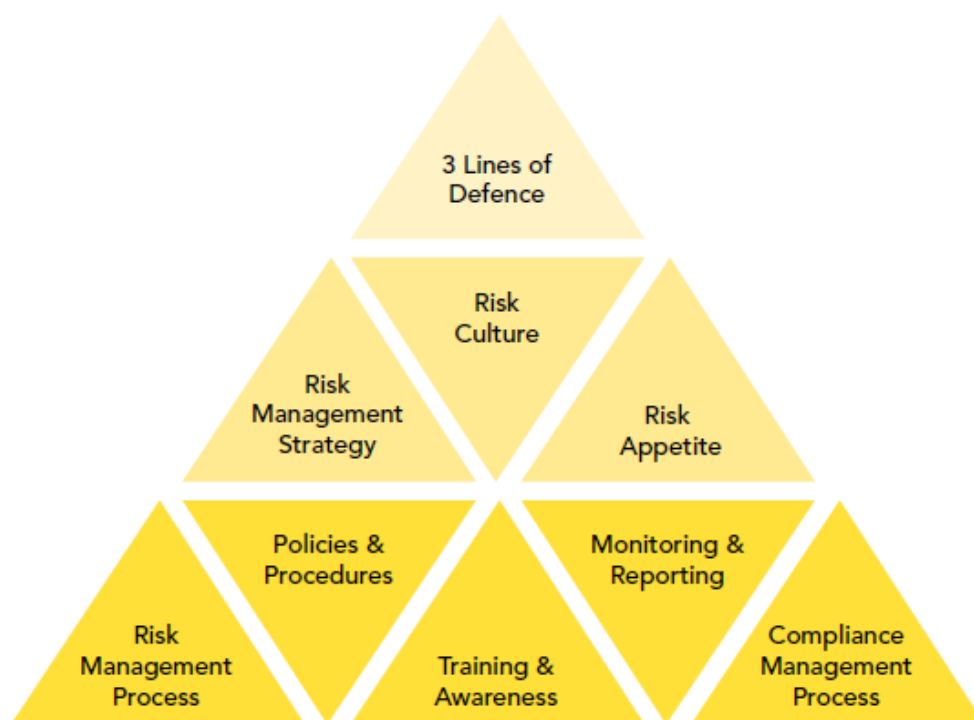 3 Lines of
Defence
Risk
Culture
Risk
Management
Strategy
Risk
Appetite
Policies &
Procedures
Monitoring &
Reporting
Risk
Management
Process
Training &
Awareness
Compliance
Management
Process